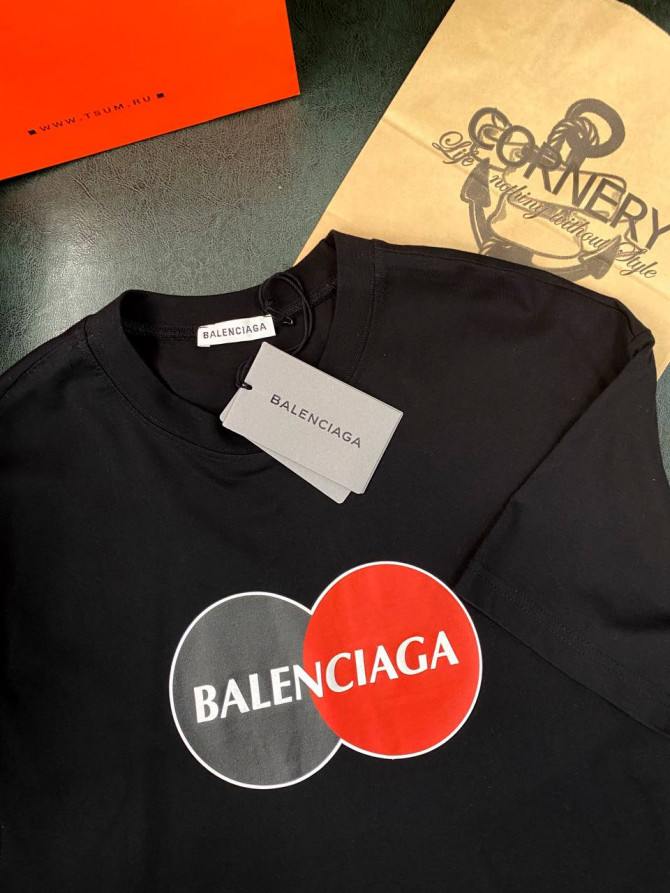 WWW.TSUM.RU
CORNERY
Life nothing without Style
BALENCIAGA
BALENCIAGA
BALENCIAGA